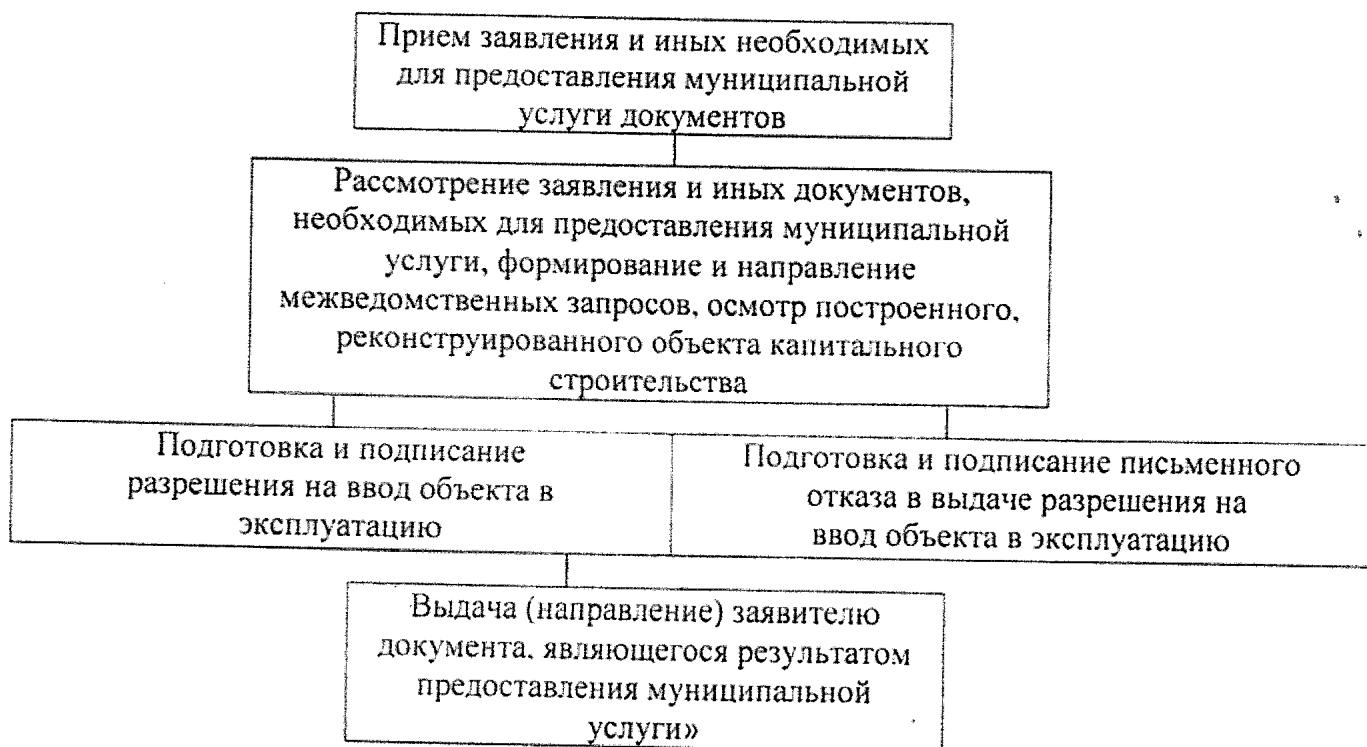 Прием заявления и иных необходимых
для предоставления муниципальной
услуги документов
Рассмотрение заявления и иных документов,
необходимых для предоставления муниципальной
услуги, формирование и направление
межведомственных запросов, осмотр построенного,
реконструированного объекта капитального
строительства
Подготовка и подписание
разрешения на ввод объекта в
эксплуатацию
Подготовка и подписание письменного
отказа в выдаче разрешения на
ввод объекта в эксплуатацию
Выдача (направление) заявителю
документа, являющегося результатом
предоставления муниципальной
услуги»